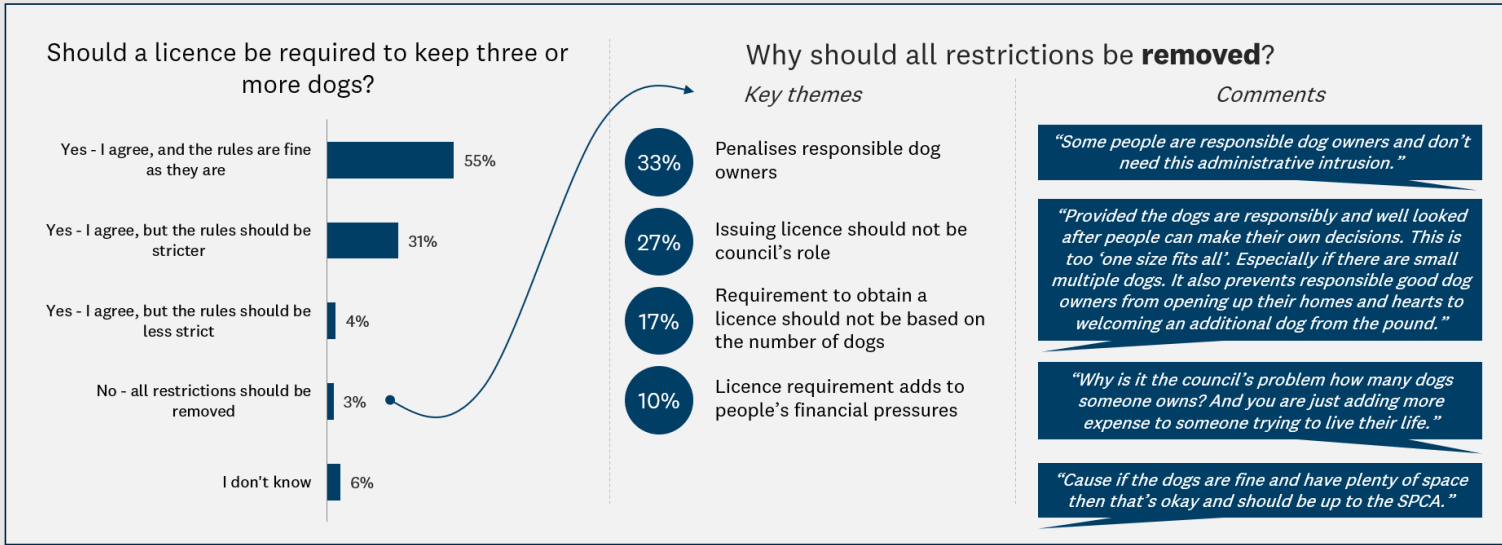 Should a licence be required to keep three or
more dogs?
Yes - I agree, and the rules are fine
as they are
55%
Yes - I agree, but the rules should be
stricter
31%
Yes - I agree, but the rules should be
less strict
4%
No - all restrictions should be
removed
3%
I don't know
6%
Why should all restrictions be removed?
Key themes
33%
Penalises responsible dog
owners
27%
Issuing licence should not be
council's role
17%
Requirement to obtain a
licence should not be based on
the number of dogs
10%
Licence requirement adds to
people's financial pressures
Comments
“Some people are responsible dog owners and don't
need this administrative intrusion.”
“Provided the dogs are responsibly and well looked
after people can make their own decisions. This is
too ‘one size fits all’. Especially if there are small
multiple dogs. It also prevents responsible good dog
owners from opening up their homes and hearts to
welcoming an additional dog from the pound.”
“Why is it the council's problem how many dogs
someone owns? And you are just adding more
expense to someone trying to live their life.”
“Cause if the dogs are fine and have plenty of space
then that's okay and should be up to the SPCA.”